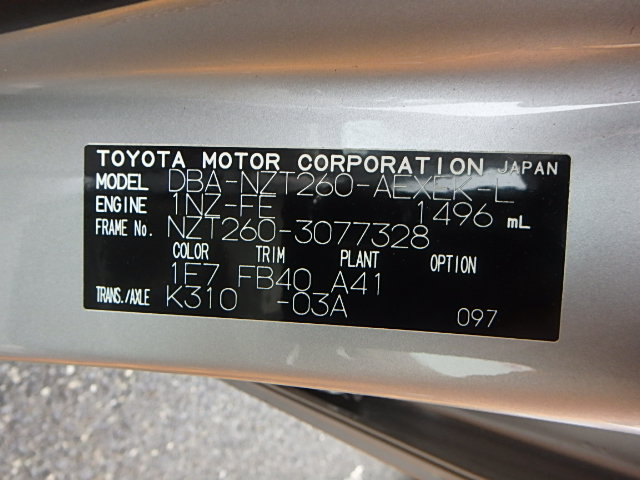 TOYOTA MOTOR CORPORATION JAPAN
MODEL DBA-NZT260-AEXEK-L
ENGINE 1NZ-FE 1496 mL
FRAME No. NZT260-3077328
COLOR TRIM PLANT OPTION
1F7 FB40 A41
TRANS./AXLE K310 -03A
097